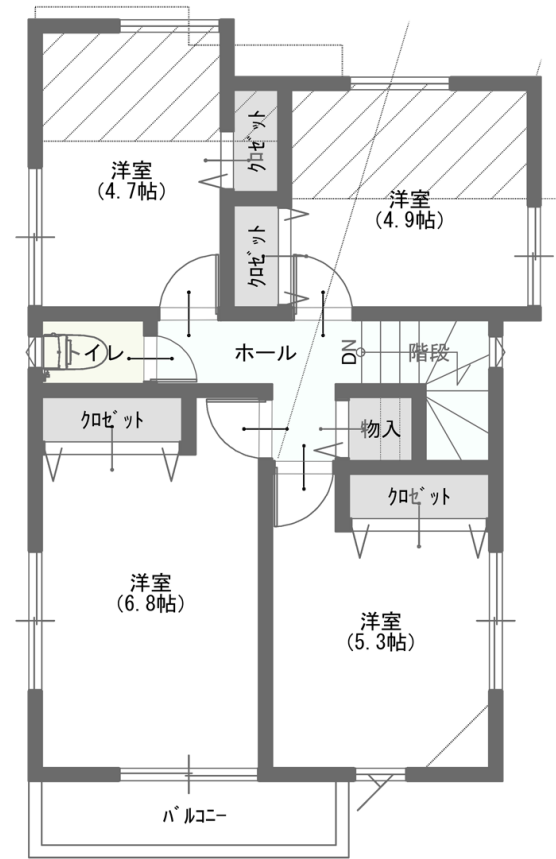 クロゼット
洋室
(4.7帖)
洋室
(4.9帖)
クロゼット
イレ
ホール
DN
階段
クロゼット
物入
クロゼット
洋室
(6.8帖)
洋室
(5.3帖)
バルコニー